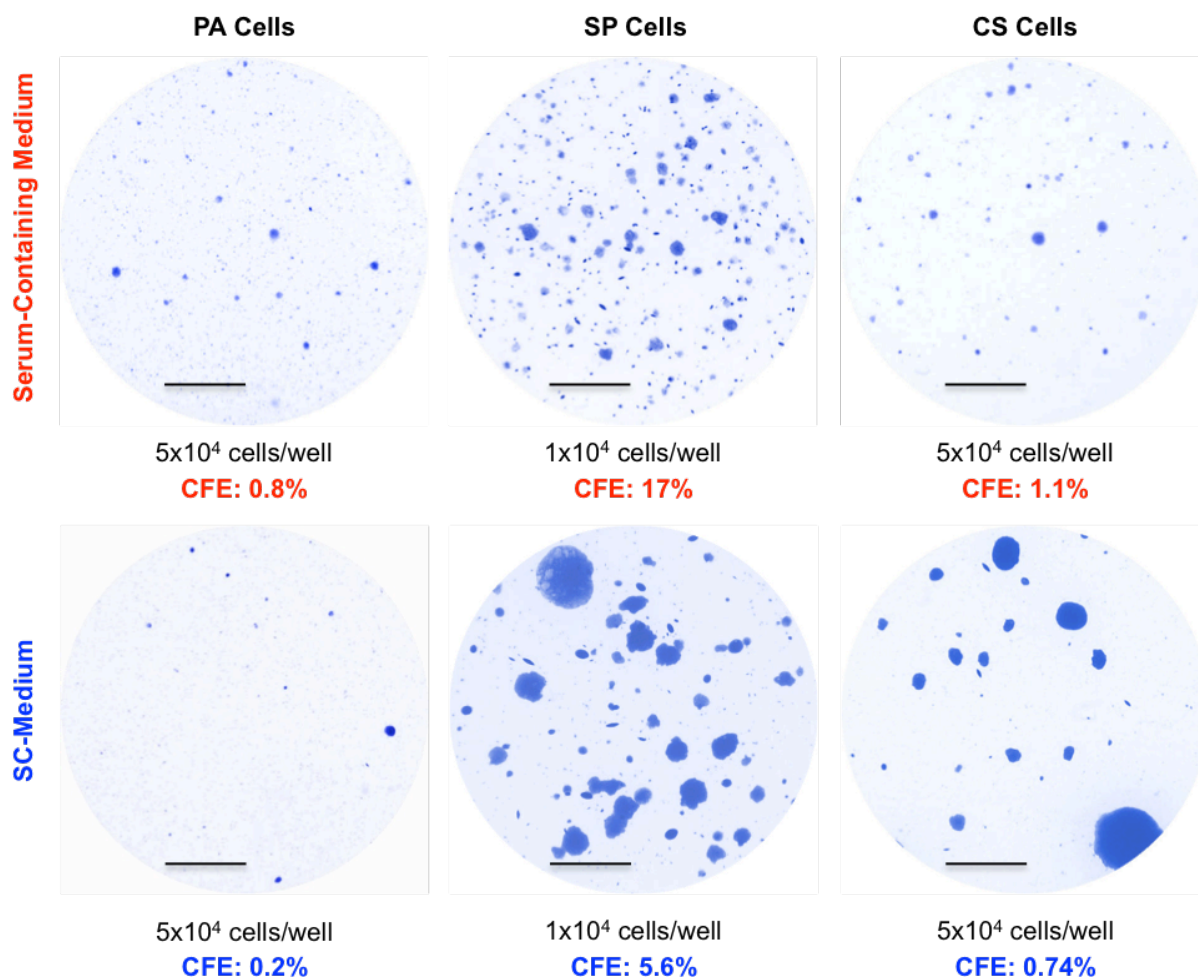 PA Cells
SP Cells
CS Cells
Serum-Containing Medium
5x10⁴ cells/well
CFE: 0.8%
1x10⁴ cells/well
CFE: 17%
5x10⁴ cells/well
CFE: 1.1%
SC-Medium
5x10⁴ cells/well
CFE: 0.2%
1x10⁴ cells/well
CFE: 5.6%
5x10⁴ cells/well
CFE: 0.74%